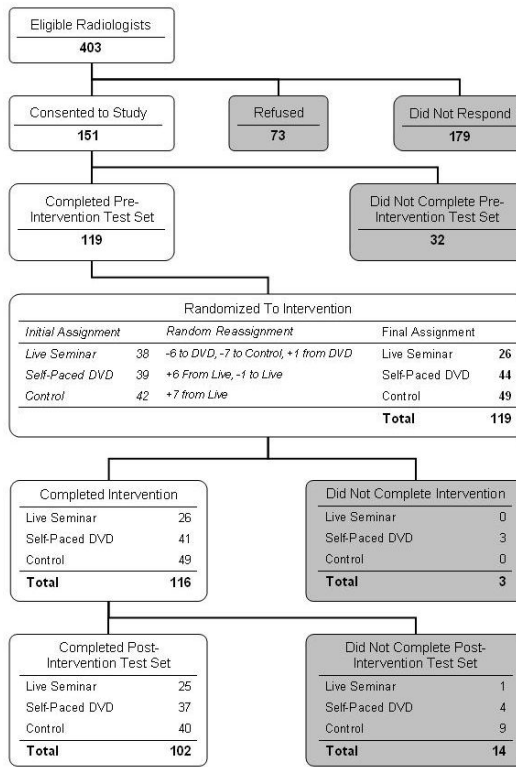 Eligible Radiologists
403
Consented to Study
151
Refused
73
Did Not Respond
179
Completed Pre-
Intervention Test Set
119
Did Not Complete Pre-
Intervention Test Set
32
Randomized To Intervention
Initial Assignment Random Reassignment Final Assignment
Live Seminar 38 -6 to DVD, -7 to Control, +1 from DVD Live Seminar 26
Self-Paced DVD 39 +6 From Live, -1 to Live Self-Paced DVD 44
Control 42 +7 from Live Control 49
Total 119
Completed Intervention
Live Seminar 26
Self-Paced DVD 41
Control 49
Total 116
Did Not Complete Intervention
Live Seminar 0
Self-Paced DVD 3
Control 0
Total 3
Completed Post-
Intervention Test Set
Live Seminar 25
Self-Paced DVD 37
Control 40
Total 102
Did Not Complete Post-
Intervention Test Set
Live Seminar 1
Self-Paced DVD 4
Control 9
Total 14